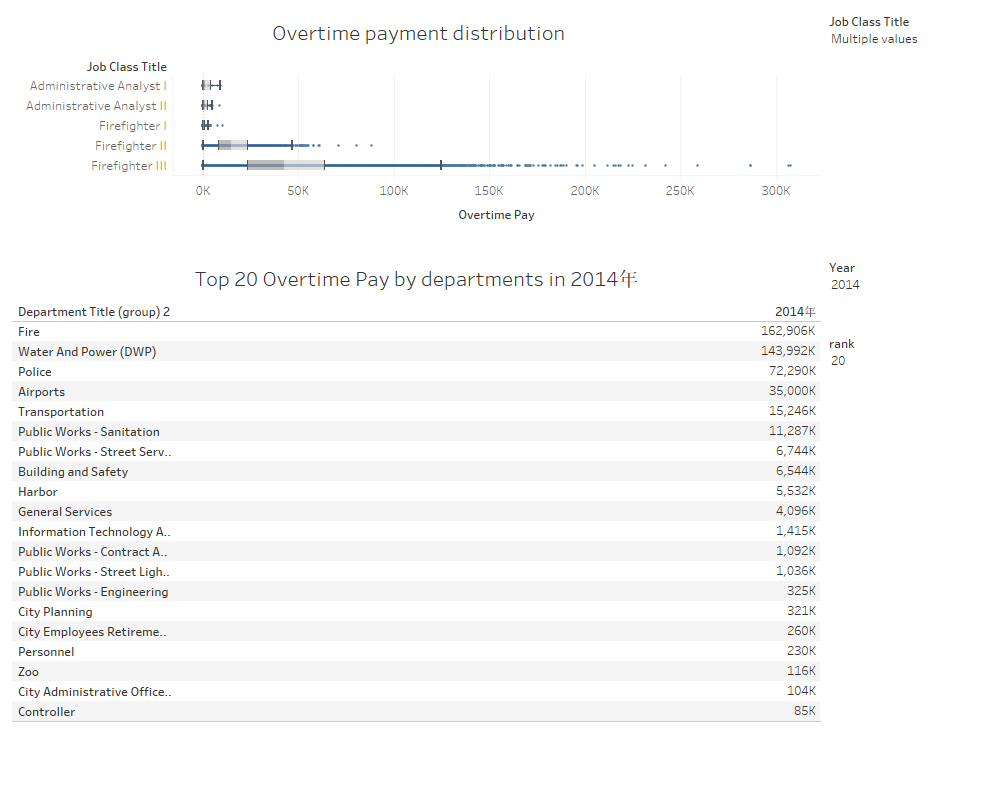 Overtime payment distribution
Job Class Title
Multiple values
Job Class Title
Administrative Analyst I
Administrative Analyst II
Firefighter I
Firefighter II
Firefighter III
0K 50K 100K 150K 200K 250K 300K
Overtime Pay
Top 20 Overtime Pay by departments in 2014年
Year
2014
rank
20
Department Title (group) 2 2014年
Fire 162,906K
Water And Power (DWP) 143,992K
Police 72,290K
Airports 35,000K
Transportation 15,246K
Public Works - Sanitation 11,287K
Public Works - Street Serv.. 6,744K
Building and Safety 6,544K
Harbor 5,532K
General Services 4,096K
Information Technology A.. 1,415K
Public Works - Contract A.. 1,092K
Public Works - Street Ligh.. 1,036K
Public Works - Engineering 325K
City Planning 321K
City Employees Retireme.. 260K
Personnel 230K
Zoo 116K
City Administrative Office.. 104K
Controller 85K